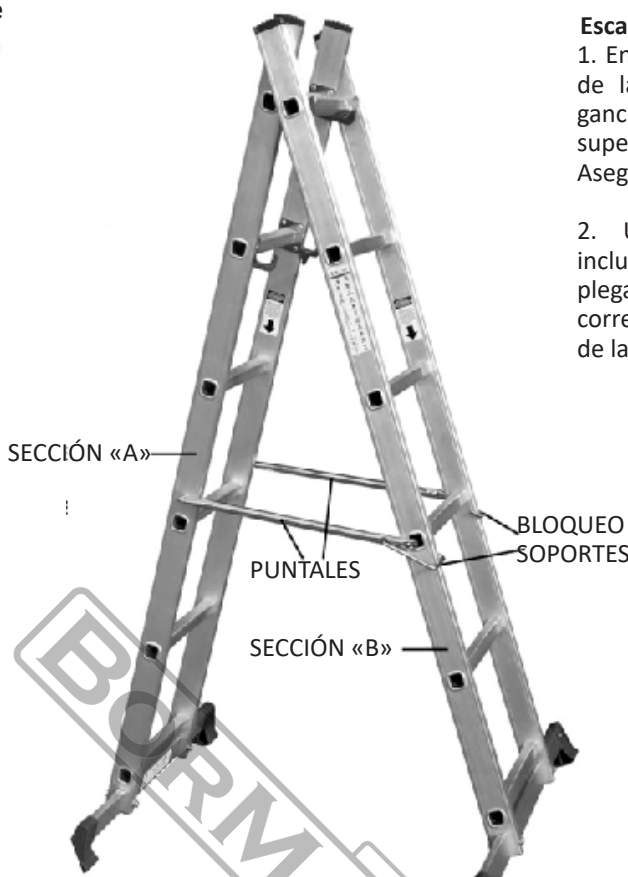 e
Esca
1. En
de la
ganc
supe
Aseg
2. U
inclu
plega
corre
de la
SECCIÓN «A»
BLOQUEO
SOPORTES
PUNTALES
SECCIÓN «B»
BORM